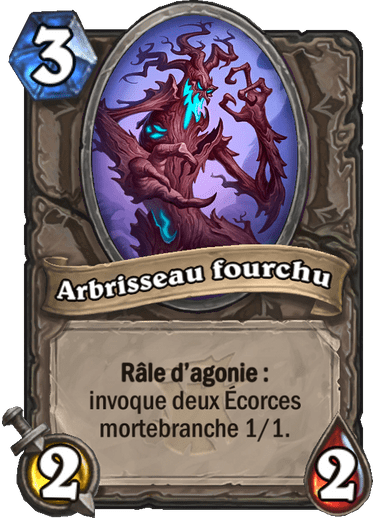 3
Arbrisseau fourchu
Râle d’agonie :
invoque deux Écorces
mortebranche 1/1.
2
2